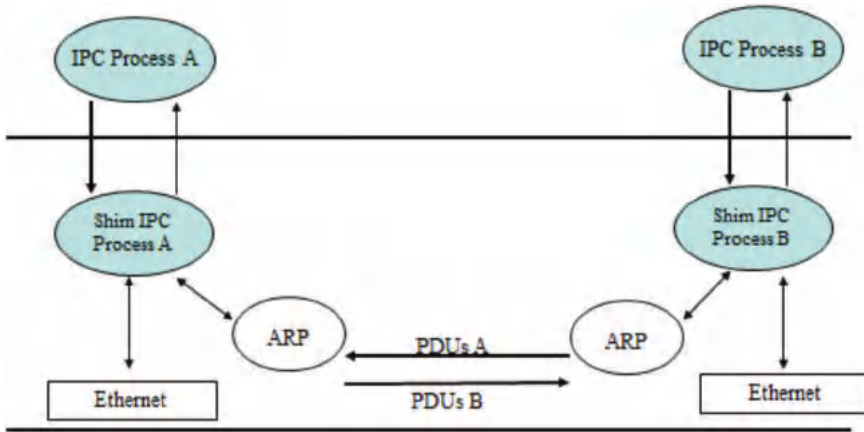 IPC Process A
IPC Process B
Shim IPC
Process A
Shim IPC
Process B
ARP
PDUs A
ARP
PDUs B
Ethernet
Ethernet